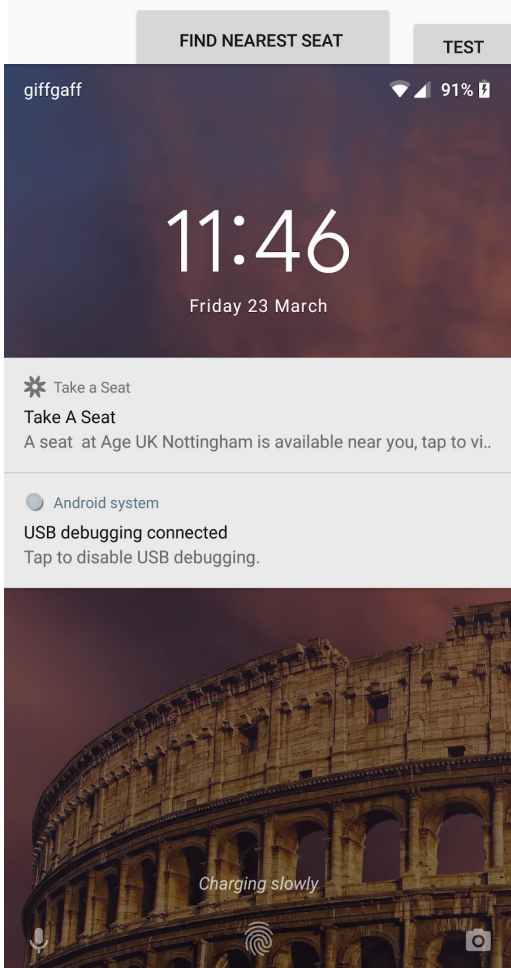 FIND NEAREST SEAT
TEST
giffgaff
91%
11:46
Friday 23 March
Take a Seat
Take A Seat
A seat at Age UK Nottingham is available near you, tap to vi..
Android system
USB debugging connected
Tap to disable USB debugging.
Charging slowly